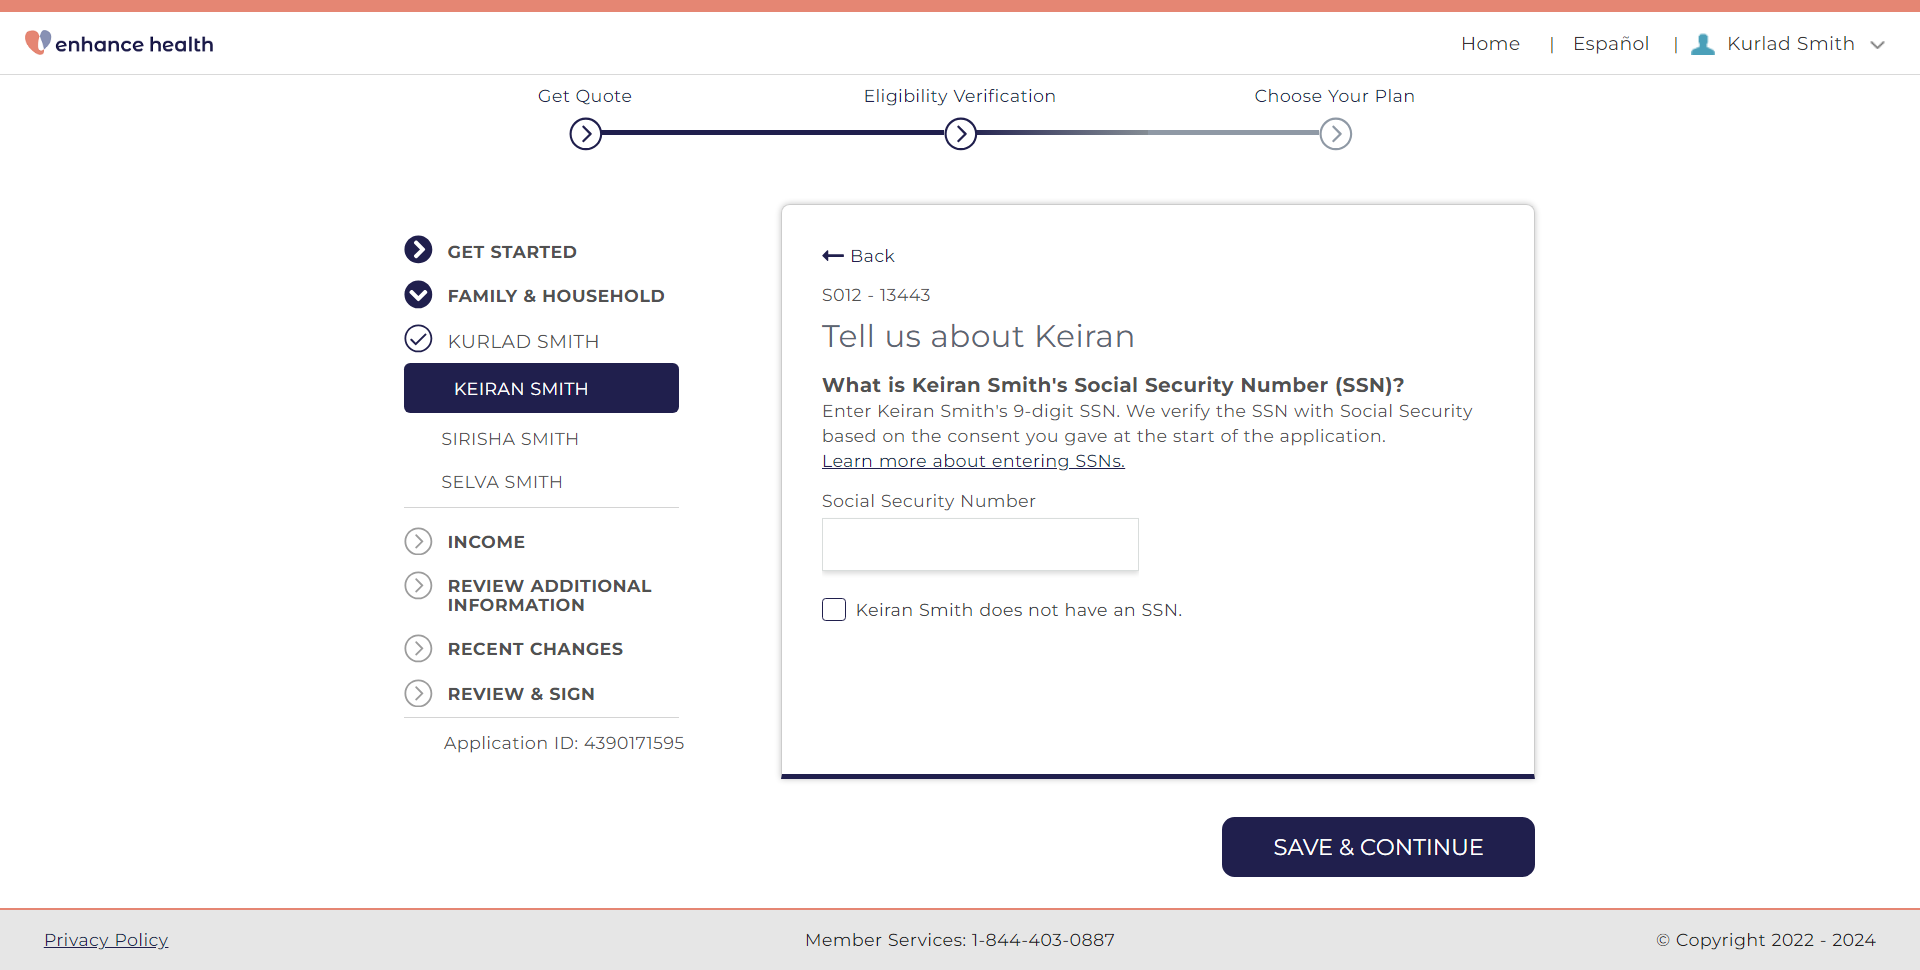 enhance health
Home | Español | Kurlad Smith
Get Quote
Eligibility Verification
Choose Your Plan
GET STARTED
FAMILY & HOUSEHOLD
KURLAD SMITH
KEIRAN SMITH
SIRISHA SMITH
SELVA SMITH
INCOME
REVIEW ADDITIONAL
INFORMATION
RECENT CHANGES
REVIEW & SIGN
Application ID: 4390171595
Back
S012 - 13443
Tell us about Keiran
What is Keiran Smith's Social Security Number (SSN)?
Enter Keiran Smith's 9-digit SSN. We verify the SSN with Social Security
based on the consent you gave at the start of the application.
Learn more about entering SSNs.
Social Security Number
Keiran Smith does not have an SSN.
SAVE & CONTINUE
Privacy Policy
Member Services: 1-844-403-0887
© Copyright 2022 - 2024